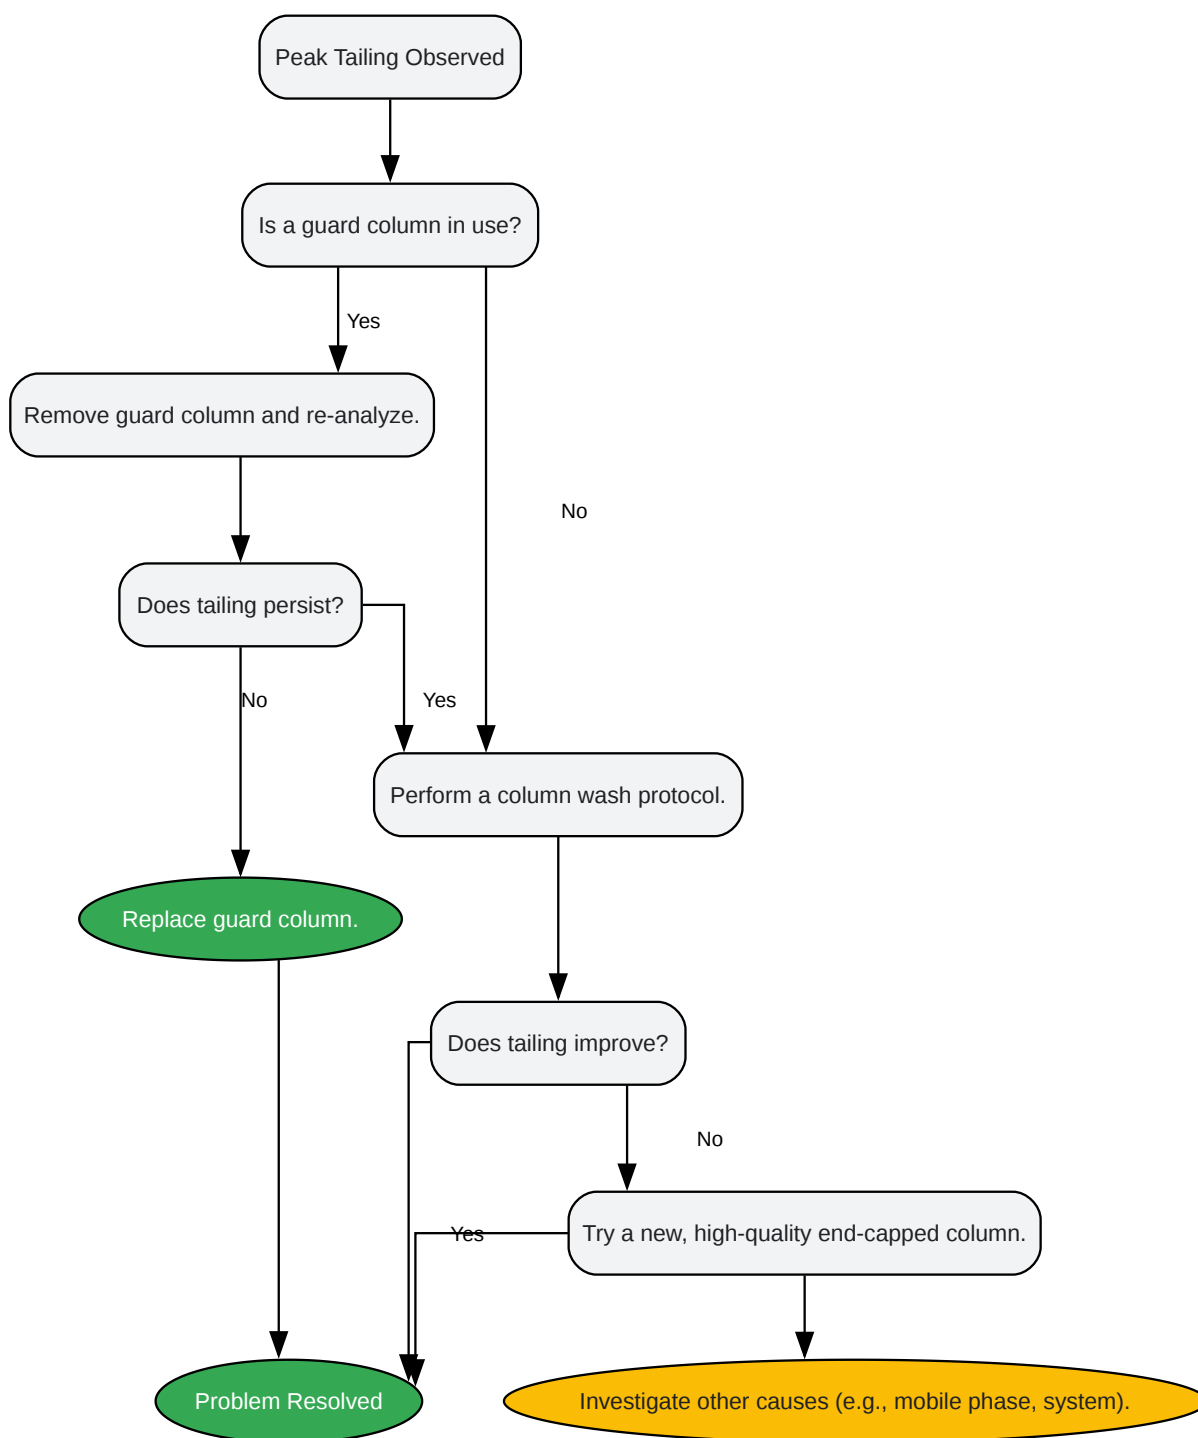 Peak Tailing Observed
Is a guard column in use?
Yes
Remove guard column and re-analyze.
No
Does tailing persist?
No
Yes
Perform a column wash protocol.
Replace guard column.
Does tailing improve?
No
Yes
Try a new, high-quality end-capped column.
Problem Resolved
Investigate other causes (e.g., mobile phase, system).